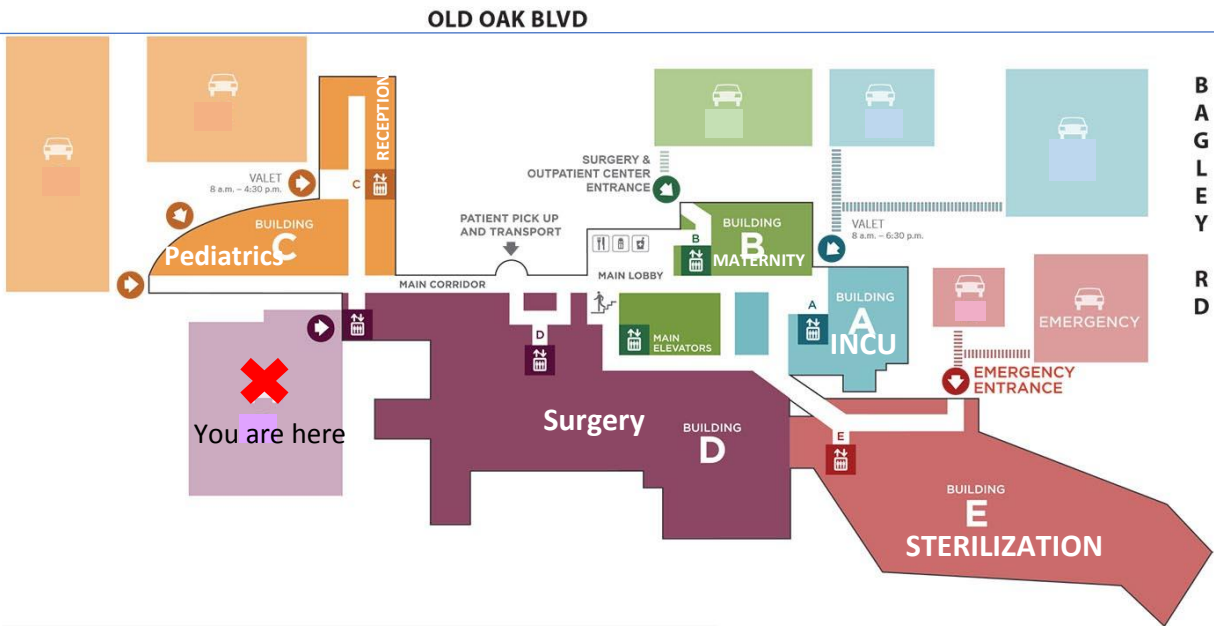 OLD OAK BLVD
BAGLEY RD
RECEPTION
VALET
8 a.m. – 4:30 p.m.
C
BUILDING
C
Pediatrics
SURGERY &
OUTPATIENT CENTER
ENTRANCE
PATIENT PICK UP
AND TRANSPORT
BUILDING
B
B
MATERNITY
VALET
8 a.m. – 6:30 p.m.
MAIN CORRIDOR
MAIN LOBBY
MAIN
ELEVATORS
A
BUILDING
A
INCU
EMERGENCY
EMERGENCY
ENTRANCE
D
You are here
Surgery
BUILDING
D
E
BUILDING
E
STERILIZATION